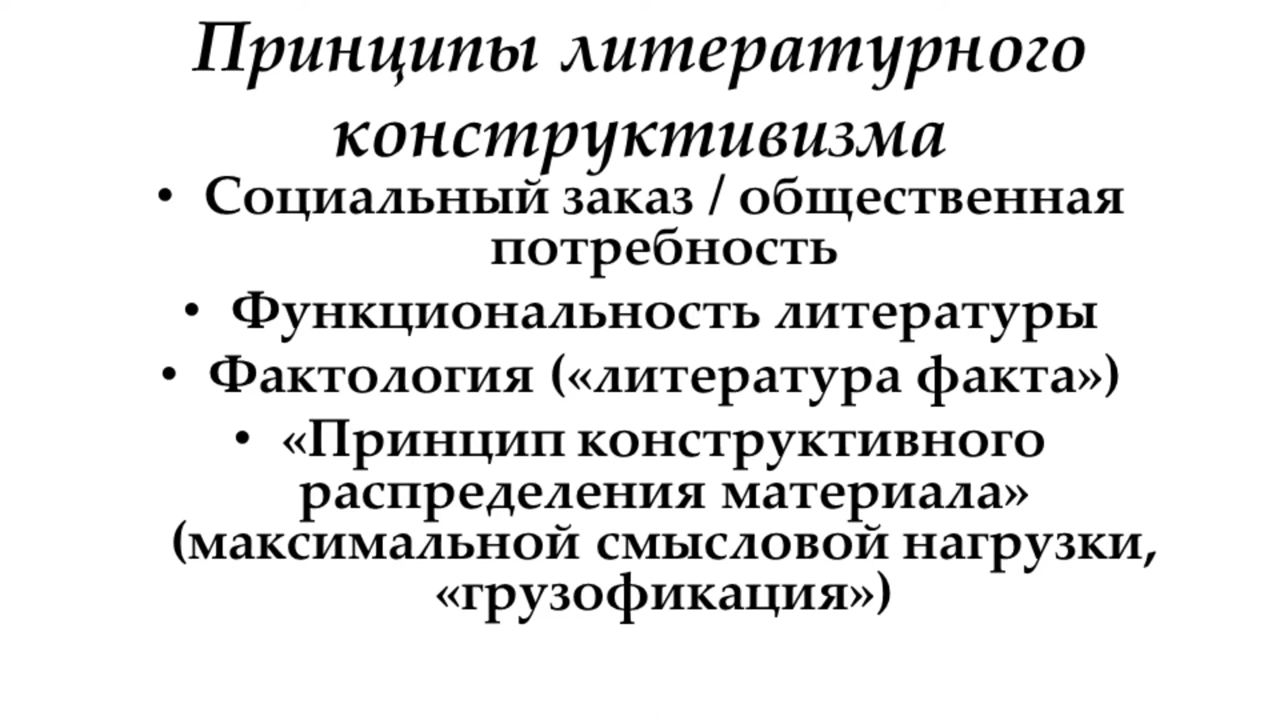 Принципы литературного
конструктивизма
• Социальный заказ / общественная
потребность
• Функциональность литературы
• Фактология («литература факта»)
• «Принцип конструктивного
распределения материала»
(максимальной смысловой нагрузки,
«грузофикация»)